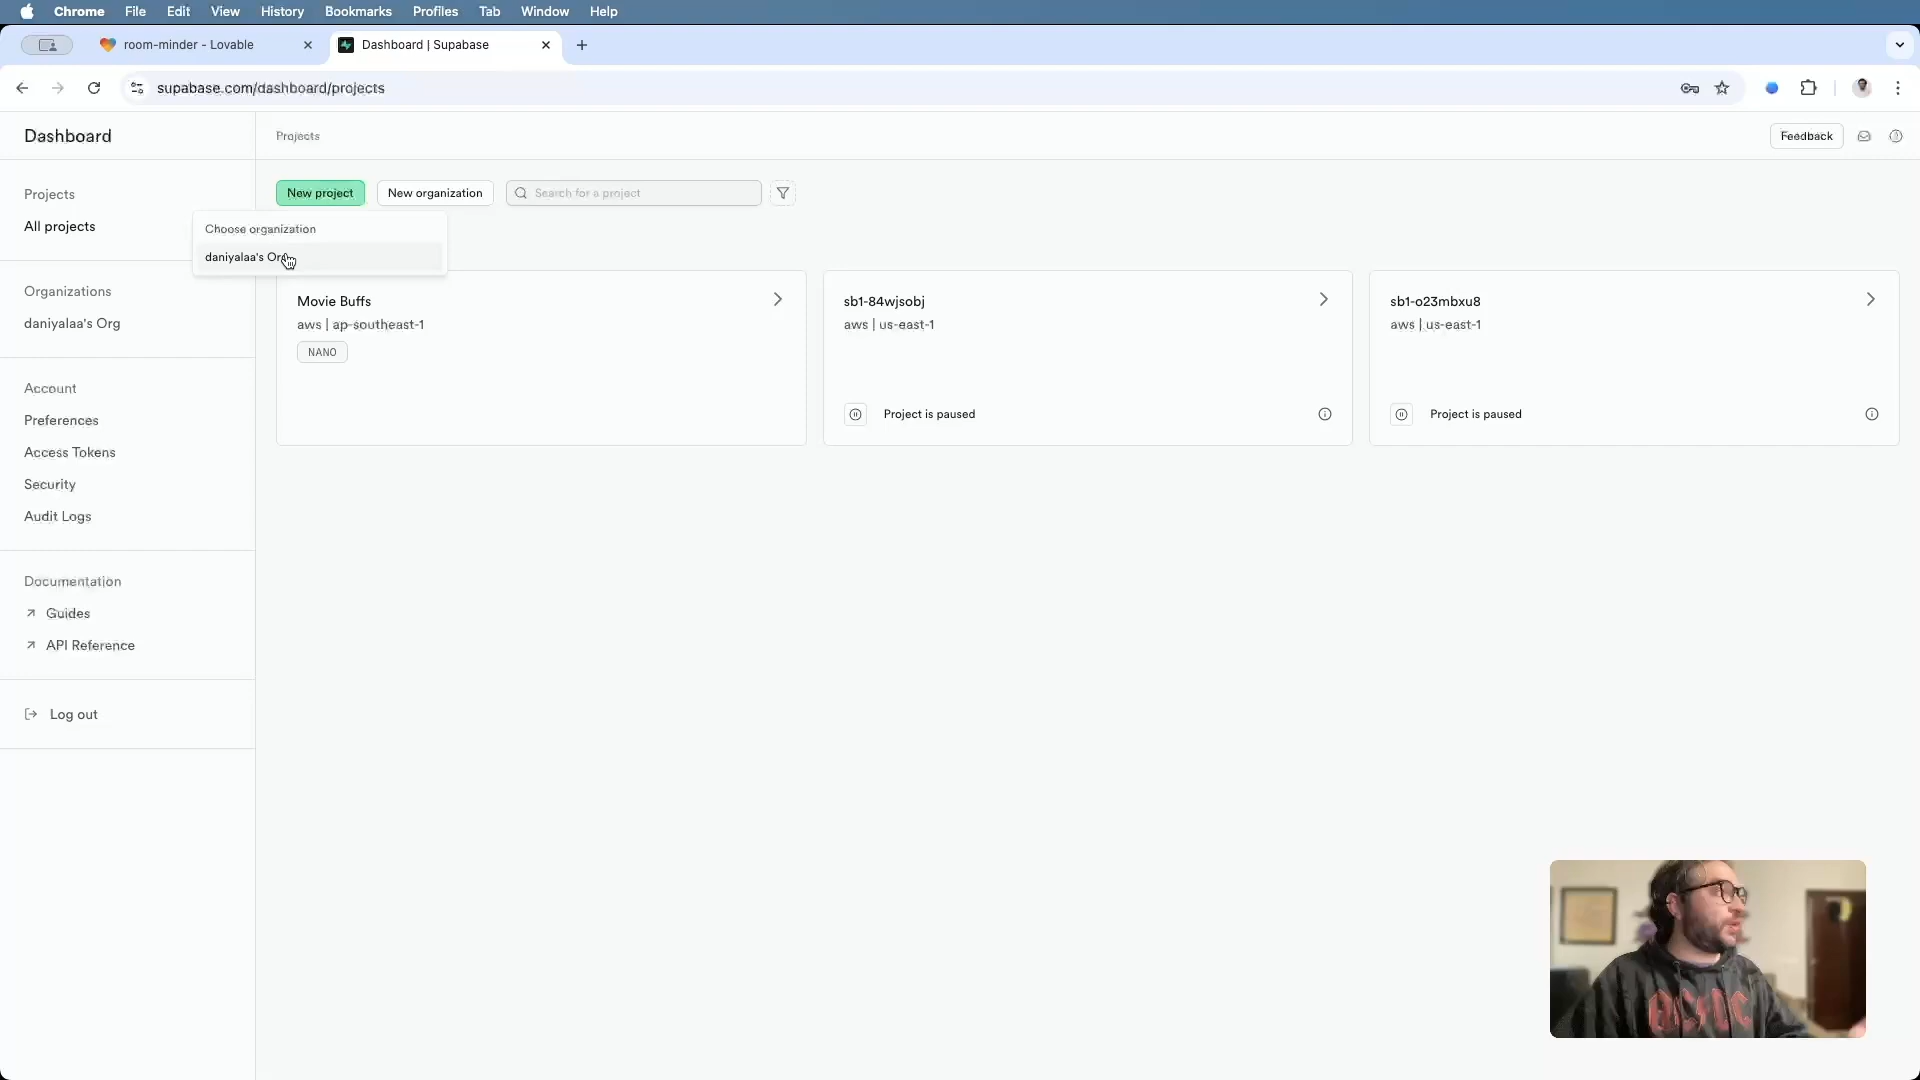 Chrome File Edit View History Bookmarks Profiles Tab Window Help
room-minder - Lovable
Dashboard | Supabase
supabase.com/dashboard/projects
Dashboard
Projects
Feedback
Projects
All projects
New project
New organization
Search for a project
Choose organization
daniyalaa's Org
Organizations
daniyalaa's Org
Movie Buffs
aws | ap-southeast-1
NANO
sb1-84wjsobj
aws | us-east-1
Project is paused
sb1-o23mbxu8
aws | us-east-1
Project is paused
Account
Preferences
Access Tokens
Security
Audit Logs
Documentation
Guides
API Reference
Log out
AC/DC